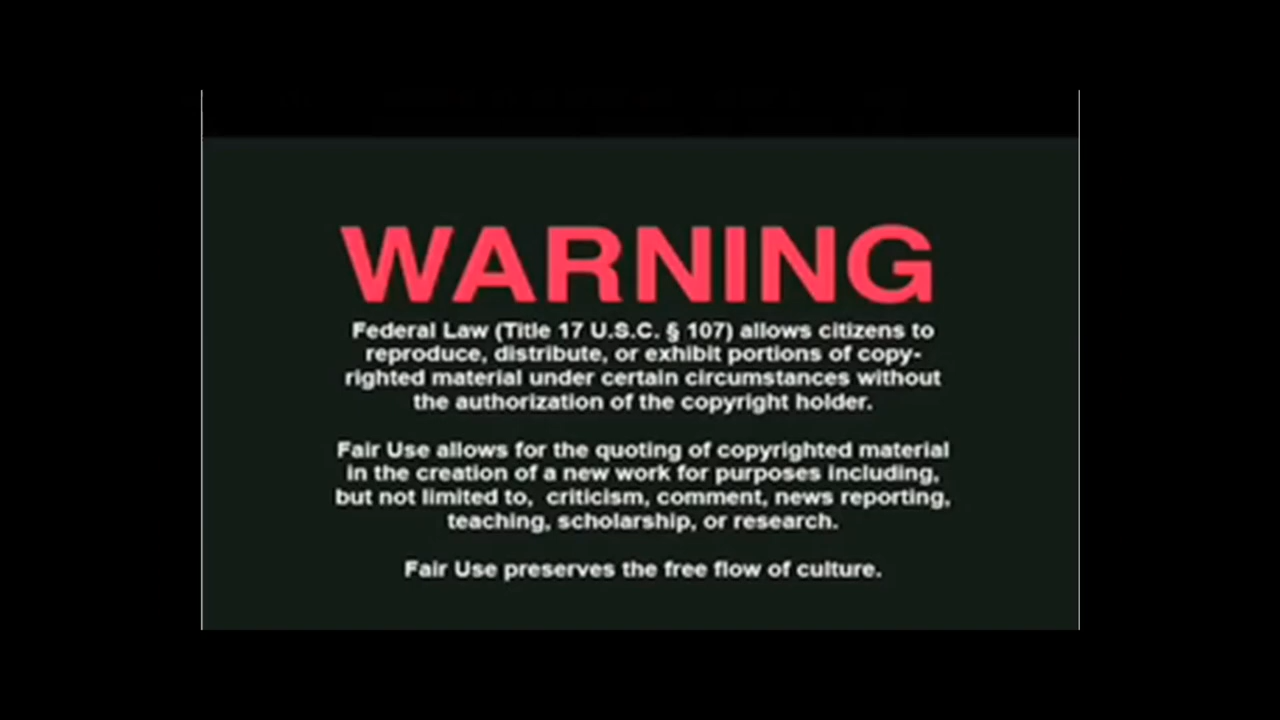 WARNING
Federal Law (Title 17 U.S.C. § 107) allows citizens to
reproduce, distribute, or exhibit portions of copy-
righted material under certain circumstances without
the authorization of the copyright holder.
Fair Use allows for the quoting of copyrighted material
in the creation of a new work for purposes including,
but not limited to, criticism, comment, news reporting,
teaching, scholarship, or research.
Fair Use preserves the free flow of culture.